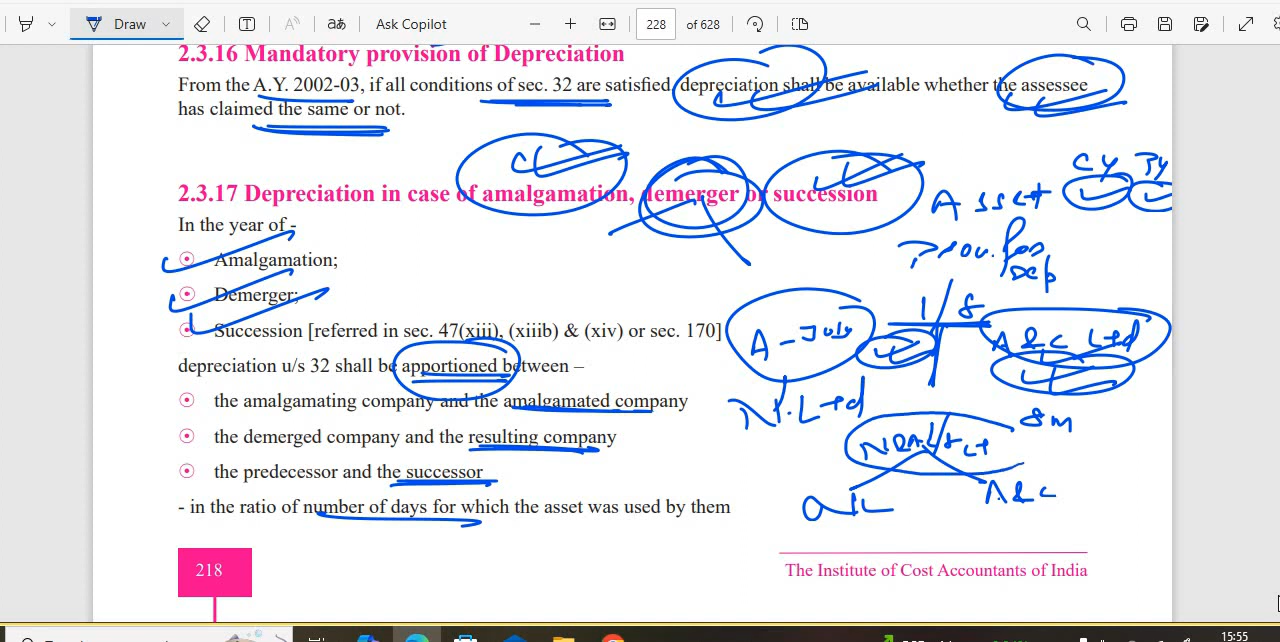 Draw
aあ
Ask Copilot
228
of 628
2.3.16 Mandatory provision of Depreciation
From the A.Y. 2002-03, if all conditions of sec. 32 are satisfied, depreciation shall be available whether the assessee
has claimed the same or not.
CY PY
2.3.17 Depreciation in case of amalgamation, demerger or succession
Asset
In the year of -
Prov. for
Dep
Amalgamation;
Demerger;
Succession [referred in sec. 47(xiii), (xiiib) & (xiv) or sec. 170]
A - July
A&C Ltd
depreciation u/s 32 shall be apportioned between –
the amalgamating company and the amalgamated company
8m
the demerged company and the resulting company
the predecessor and the successor
A&C
- in the ratio of number of days for which the asset was used by them
218
The Institute of Cost Accountants of India
15:55